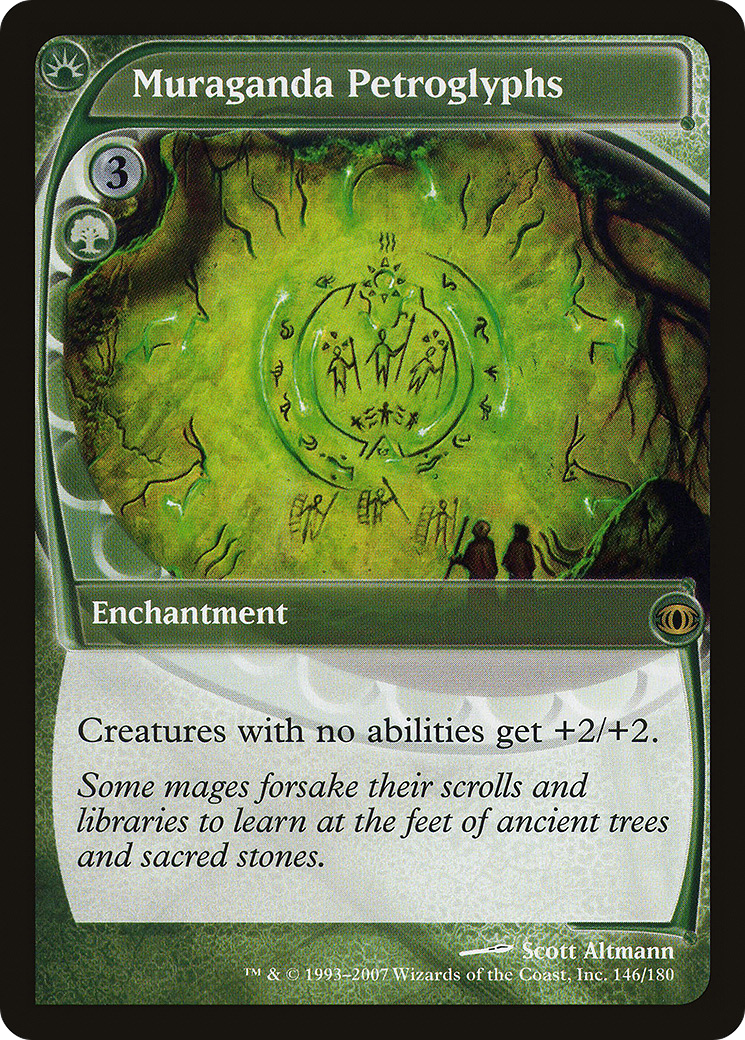 Muraganda Petroglyphs
3
Enchantment
Creatures with no abilities get +2/+2.
Some mages forsake their scrolls and
libraries to learn at the feet of ancient trees
and sacred stones.
Scott Altmann
™ & © 1993–2007 Wizards of the Coast, Inc. 146/180